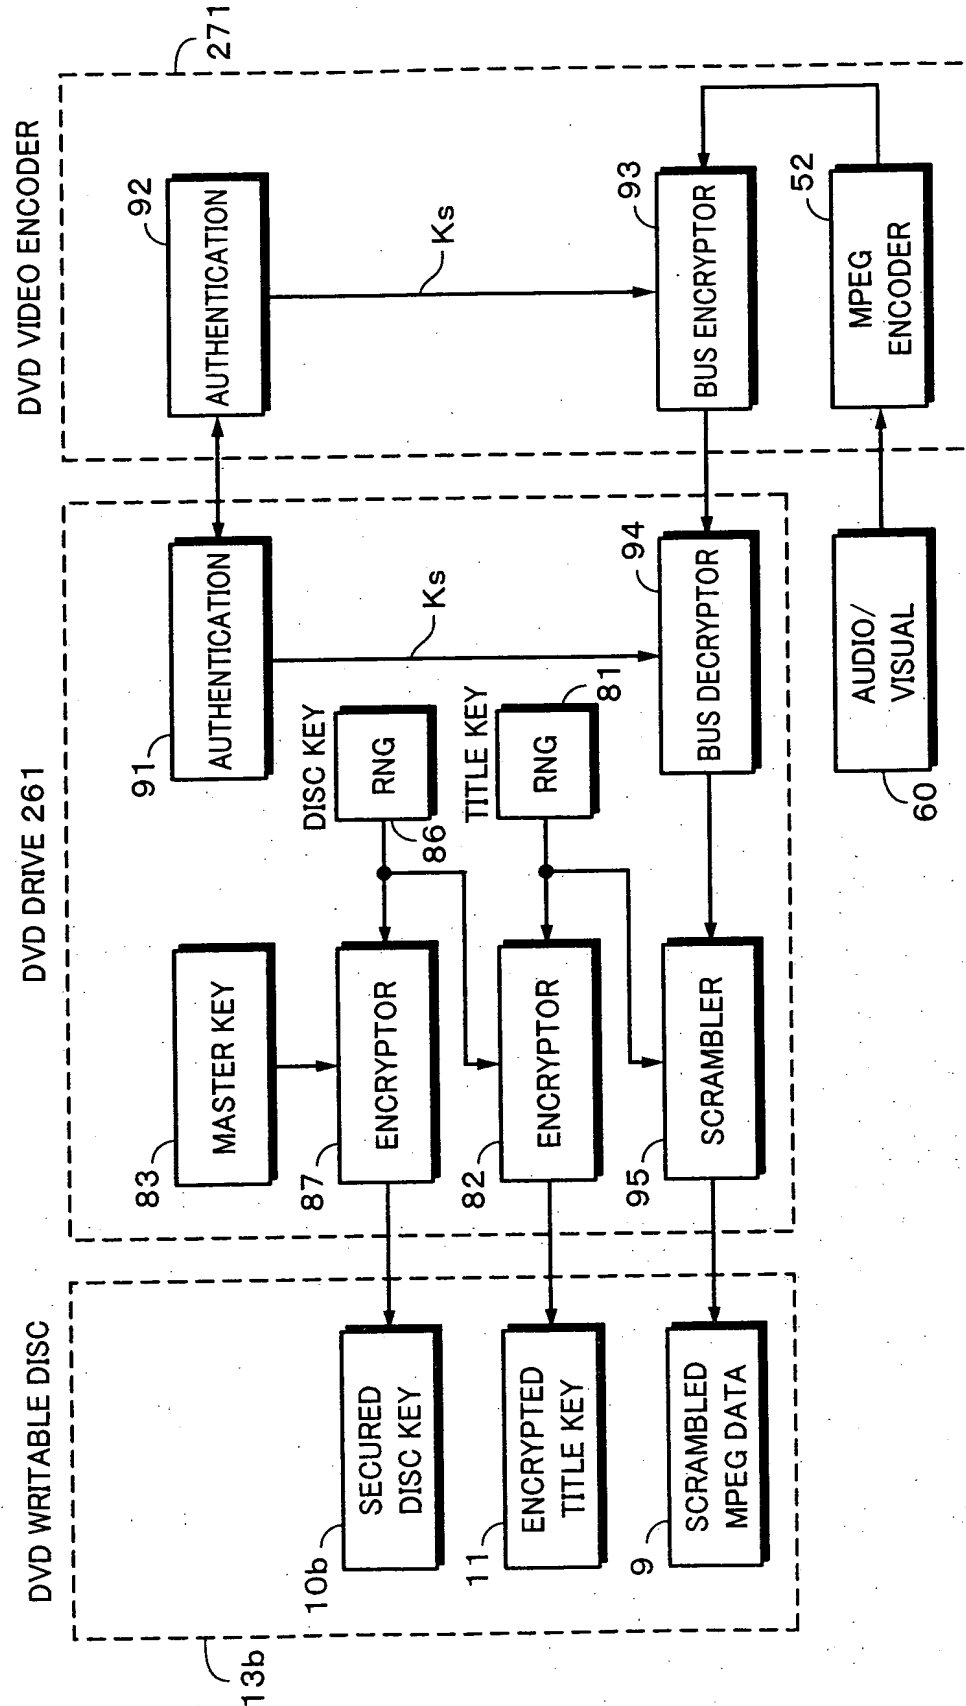 DVD WRITABLE DISC
13b
10b
SECURED
DISC KEY
11
ENCRYPTED
TITLE KEY
9
SCRAMBLED
MPEG DATA
DVD DRIVE 261
83
MASTER KEY
87
ENCRYPTOR
82
ENCRYPTOR
95
SCRAMBLER
DISC KEY
RNG
86
TITLE KEY
RNG
81
91
AUTHENTICATION
Ks
94
BUS DECRYPTOR
DVD VIDEO ENCODER
271
92
AUTHENTICATION
Ks
93
BUS ENCRYPTOR
52
MPEG
ENCODER
60
AUDIO/
VISUAL